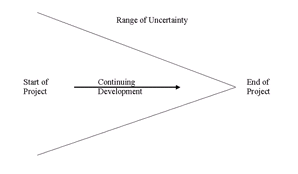 Range of Uncertainty
Start of
Project
Continuing
Development
End of
Project